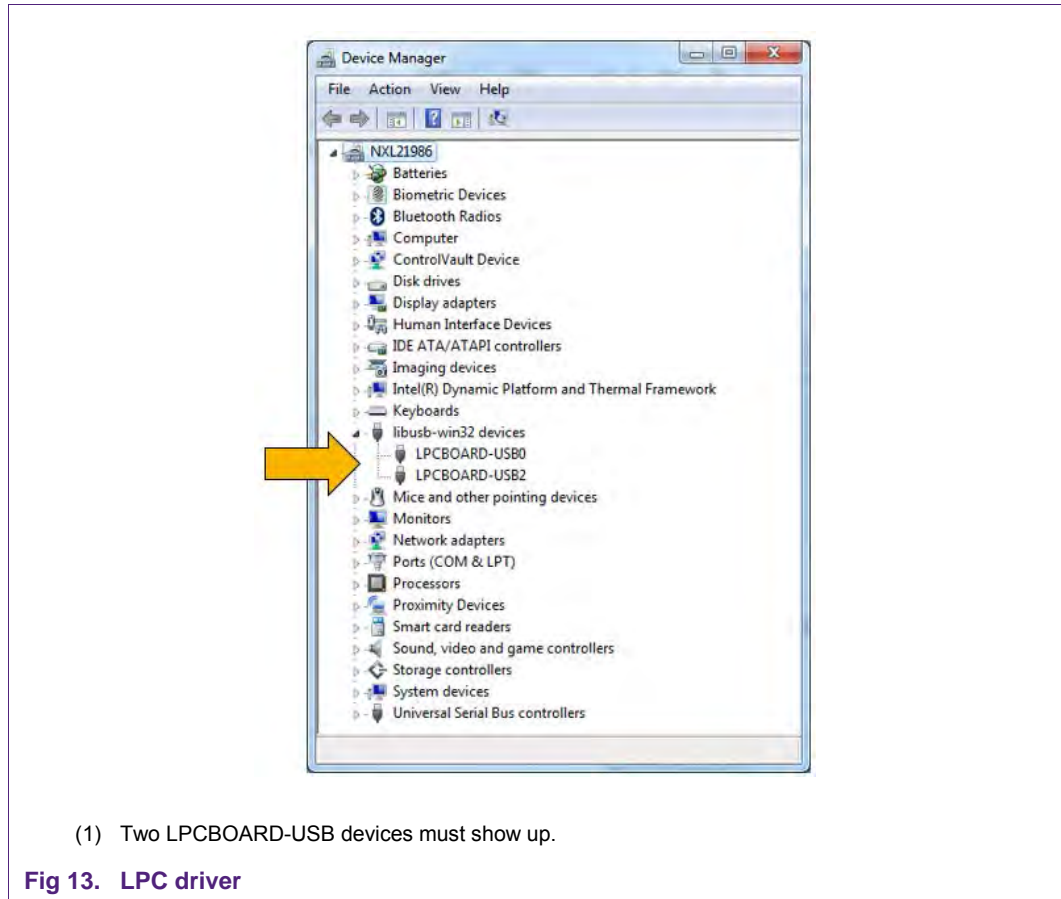 Device Manager
File Action View Help
NXL21986
Batteries
Biometric Devices
Bluetooth Radios
Computer
ControlVault Device
Disk drives
Display adapters
Human Interface Devices
IDE ATA/ATAPI controllers
Imaging devices
Intel(R) Dynamic Platform and Thermal Framework
Keyboards
libusb-win32 devices
LPCBOARD-USB0
LPCBOARD-USB2
Mice and other pointing devices
Monitors
Network adapters
Ports (COM & LPT)
Processors
Proximity Devices
Smart card readers
Sound, video and game controllers
Storage controllers
System devices
Universal Serial Bus controllers
(1) Two LPCBOARD-USB devices must show up.
Fig 13. LPC driver